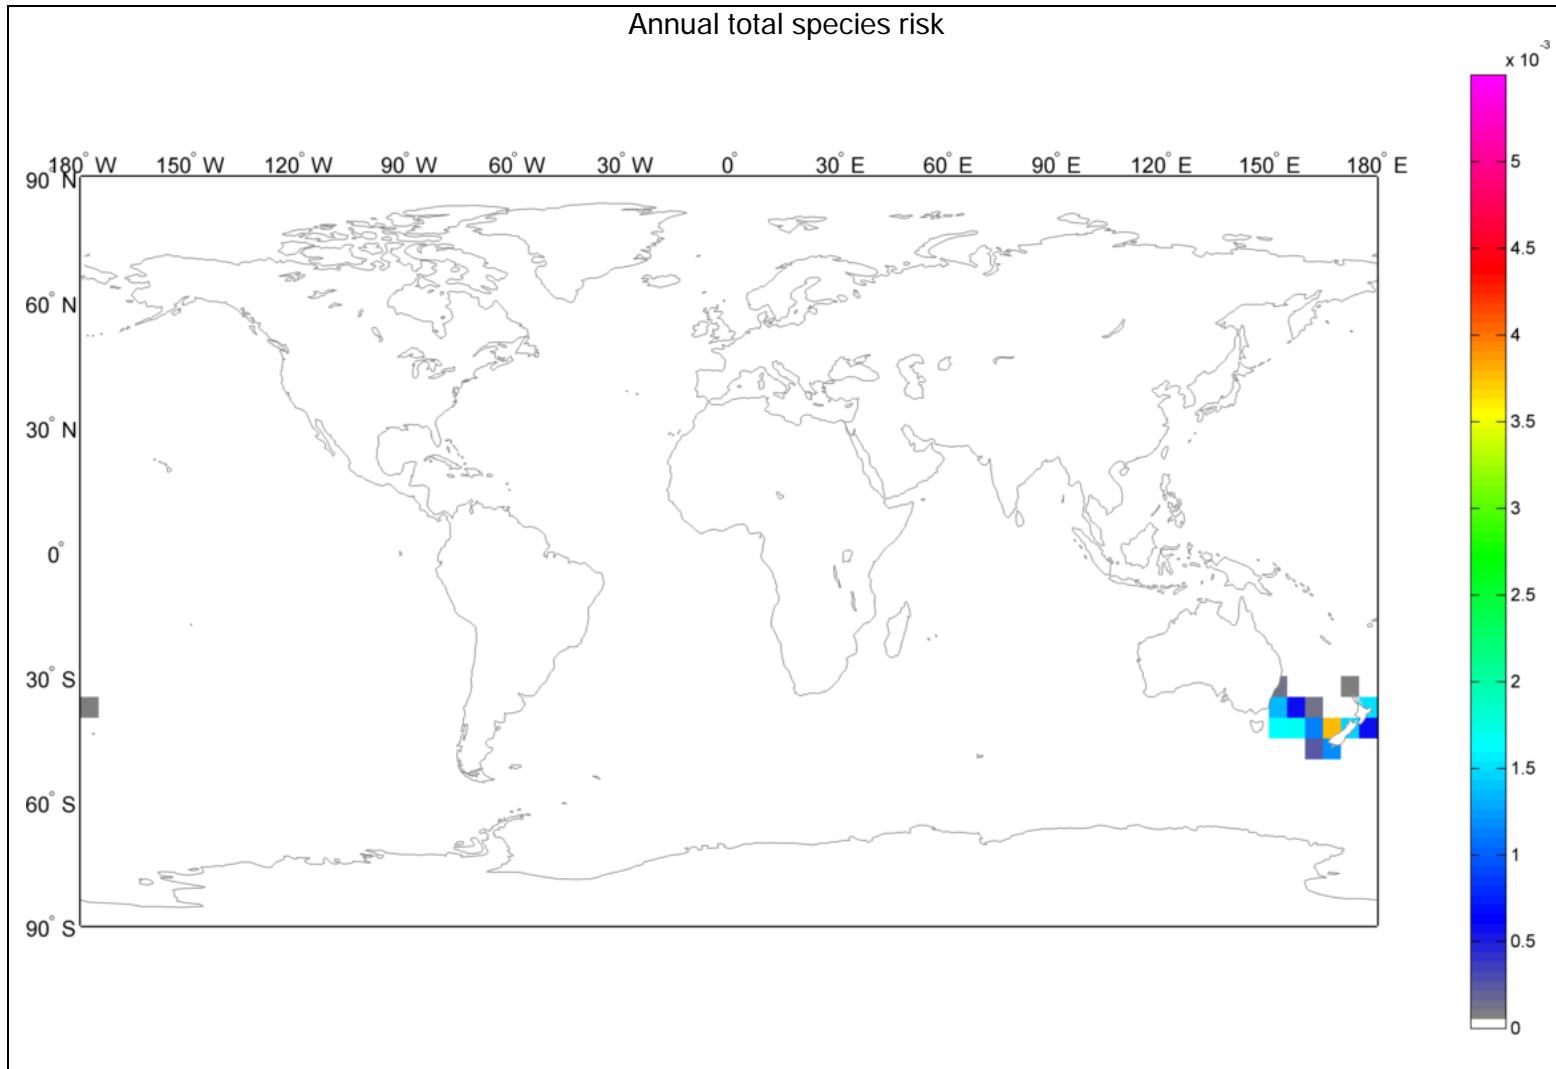 Annual total species risk
x 10-3
180° W 150° W 120° W 90° W 60° W 30° W 0° 30° E 60° E 90° E 120° E 150° E 180° E
90° N
60° N
30° N
0°
30° S
60° S
90° S
5
4.5
4
3.5
3
2.5
2
1.5
1
0.5
0